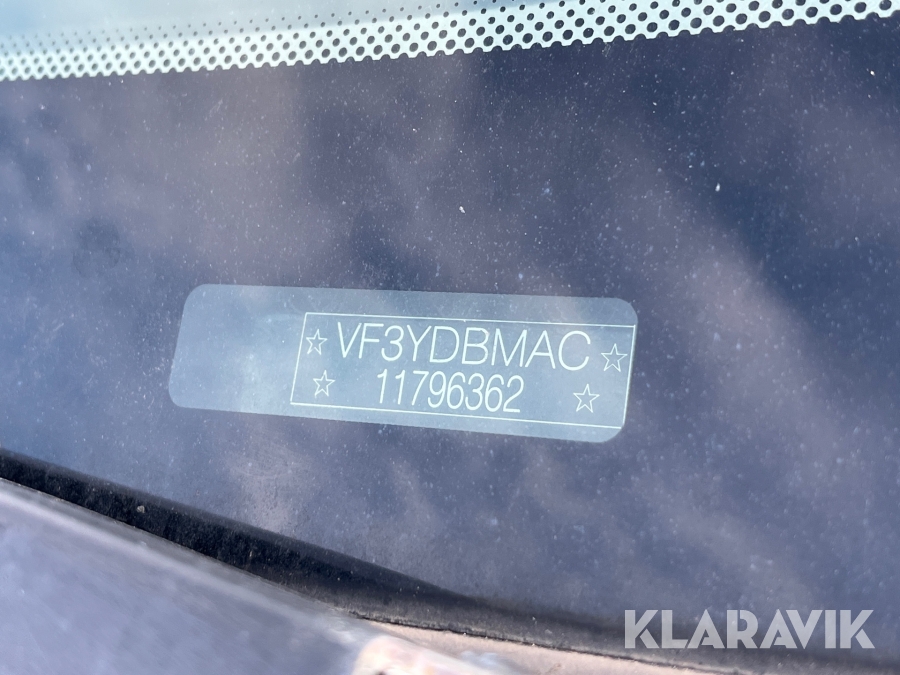 ☆ VF3YDBMAC ☆
☆ 11796362 ☆
KLARAVIK